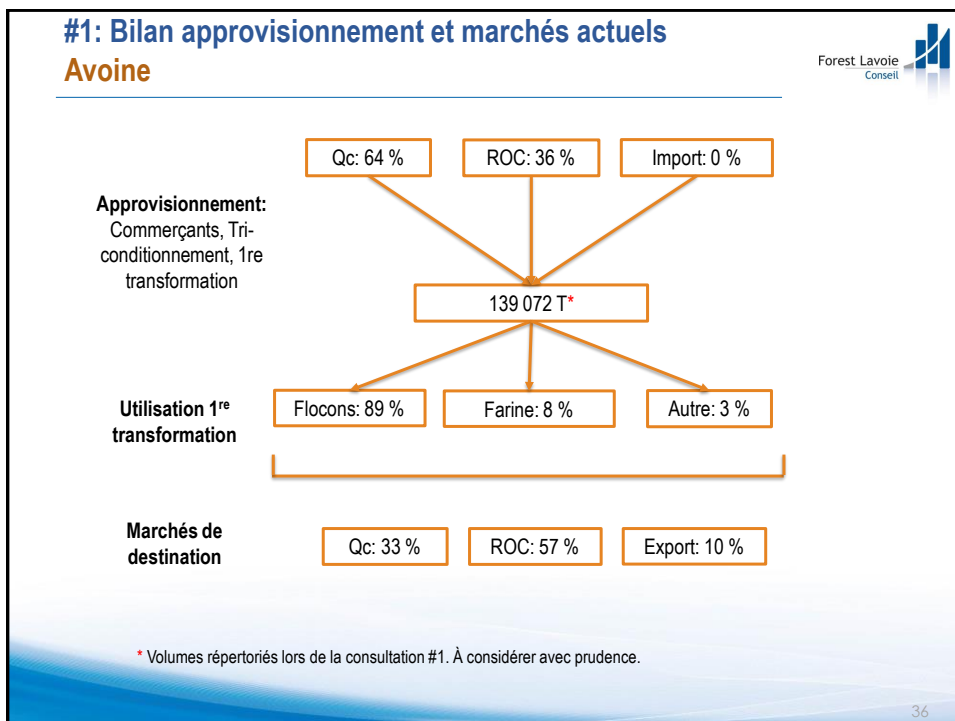 #1: Bilan approvisionnement et marchés actuels
Avoine
Forest Lavoie
Conseil
Qc: 64 %
ROC: 36 %
Import: 0 %
Approvisionnement:
Commerçants, Tri-
conditionnement, 1re
transformation
139 072 T*
Utilisation 1re
transformation
Flocons: 89 %
Farine: 8 %
Autre: 3 %
Marchés de
destination
Qc: 33 %
ROC: 57 %
Export: 10 %
* Volumes répertoriés lors de la consultation #1. À considérer avec prudence.
36